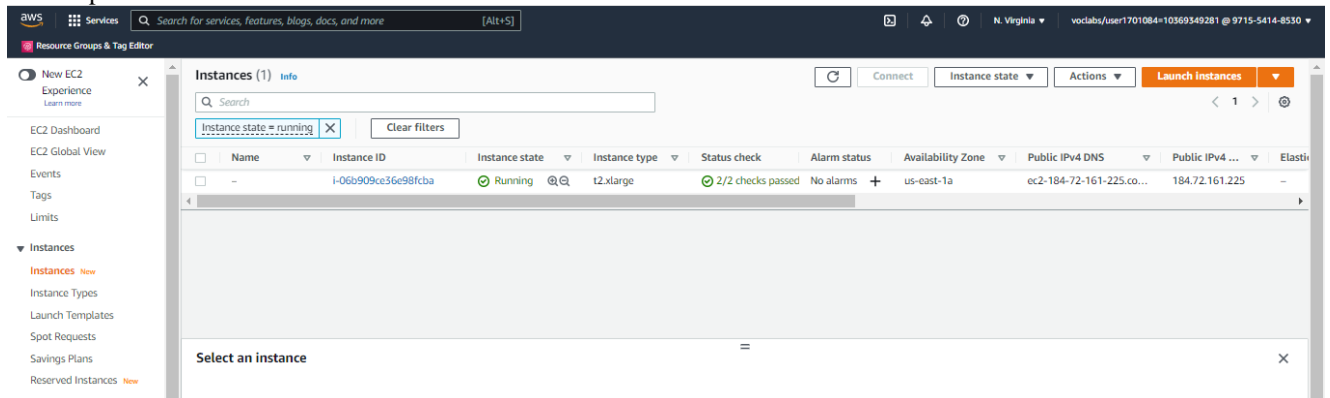 aws Services Search for services, features, blogs, docs, and more [Alt+S] N. Virginia ▼ voclabs/user1701084=10369349281 @ 9715-5414-8530 ▼
Resource Groups & Tag Editor
New EC2
Experience
Learn more
EC2 Dashboard
EC2 Global View
Events
Tags
Limits
▼ Instances
Instances New
Instance Types
Launch Templates
Spot Requests
Savings Plans
Reserved Instances New
Instances (1) Info Connect Instance state ▼ Actions ▼ Launch instances ▼
Search < 1 >
Instance state = running X Clear filters
Name Instance ID Instance state Instance type Status check Alarm status Availability Zone Public IPv4 DNS Public IPv4 ... Elasti
– i-06b909ce36e98fcba Running t2.xlarge 2/2 checks passed No alarms + us-east-1a ec2-184-72-161-225.co... 184.72.161.225 –
Select an instance